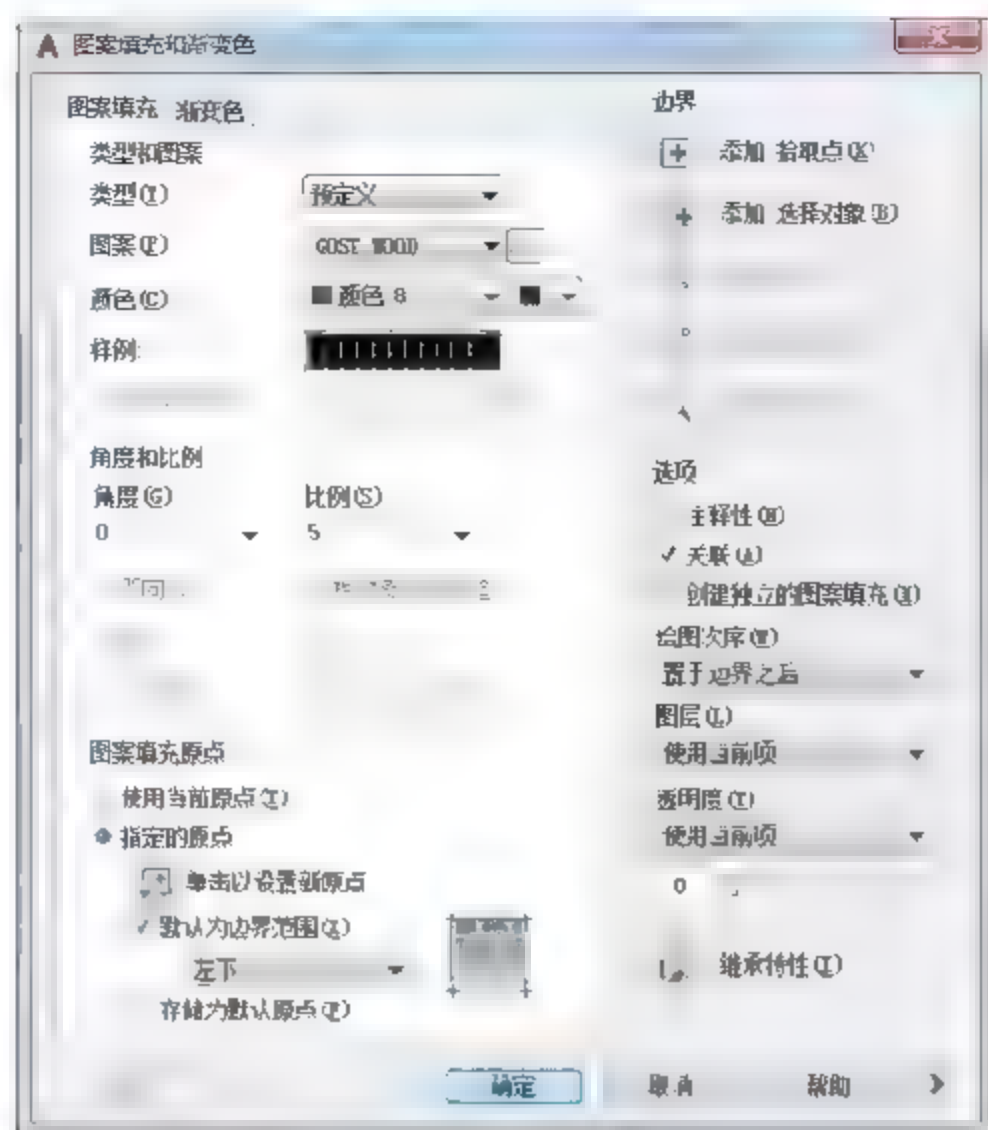 图案填充和渐变色
图案填充 渐变色
类型和图案
类型(Y)
预定义
图案(P)
GOST_WOOD
颜色(C)
颜色 8
样例:
角度和比例
角度(G)
比例(S)
0
5
图案填充原点
使用当前原点(T)
指定的原点
单击以设置新原点
默认为边界范围(X)
左下
存储为默认原点(F)
边界
添加 拾取点(K)
添加 选择对象(B)
选项
注释性(N)
关联(A)
创建独立的图案填充(H)
绘图次序(W)
置于边界之后
图层(L)
使用当前项
透明度(T)
使用当前项
0
继承特性(I)
确定
取消
帮助